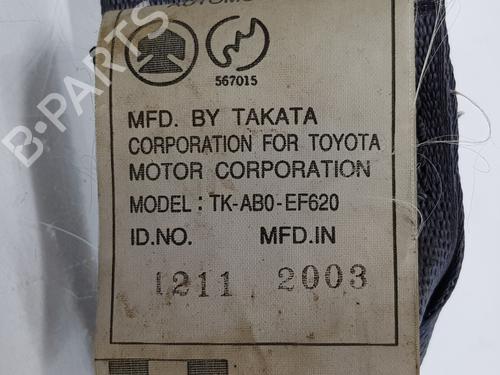 567015
MFD. BY TAKATA
CORPORATION FOR TOYOTA
MOTOR CORPORATION
MODEL : TK-AB0-EF620
ID.NO. MFD.IN
1211 2003
B-PARTS